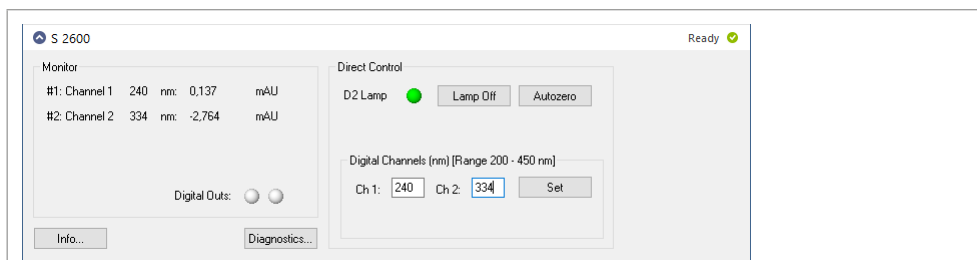 S 2600 Ready
Monitor
#1: Channel 1 240 nm: 0,137 mAU
#2: Channel 2 334 nm: -2,764 mAU
Digital Outs:
Info... Diagnostics...
Direct Control
D2 Lamp Lamp Off Autozero
Digital Channels (nm) [Range 200 - 450 nm]
Ch 1: 240 Ch 2: 334 Set